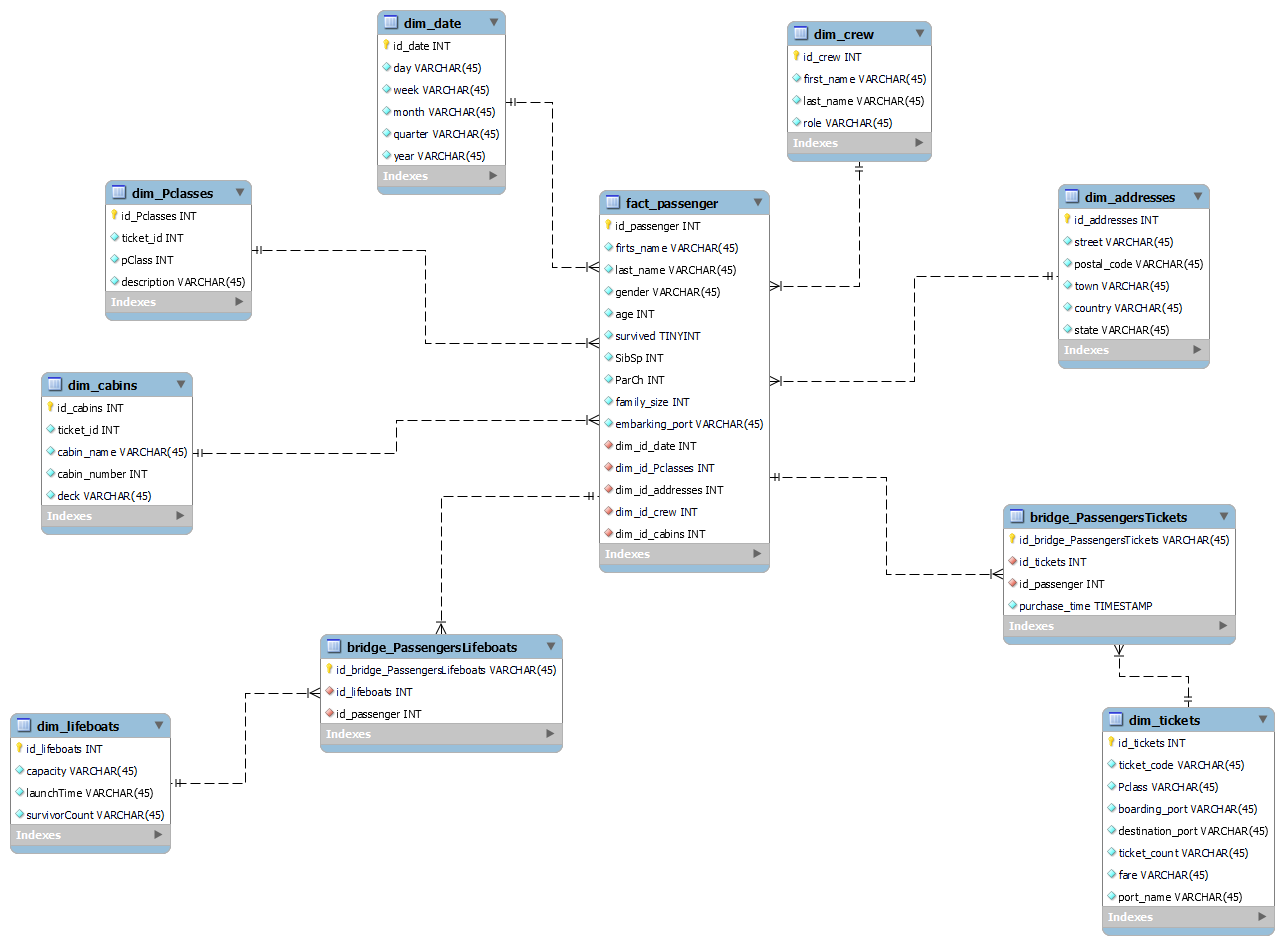 dim_date
id_date INT
day VARCHAR(45)
week VARCHAR(45)
month VARCHAR(45)
quarter VARCHAR(45)
year VARCHAR(45)
Indexes
dim_crew
id_crew INT
first_name VARCHAR(45)
last_name VARCHAR(45)
role VARCHAR(45)
Indexes
dim_Pclasses
id_Pclasses INT
ticket_id INT
pClass INT
description VARCHAR(45)
Indexes
fact_passenger
id_passenger INT
firts_name VARCHAR(45)
last_name VARCHAR(45)
gender VARCHAR(45)
age INT
survived TINYINT
SibSp INT
ParCh INT
family_size INT
embarking_port VARCHAR(45)
dim_id_date INT
dim_id_Pclasses INT
dim_id_addresses INT
dim_id_crew INT
dim_id_cabins INT
Indexes
dim_addresses
id_addresses INT
street VARCHAR(45)
postal_code VARCHAR(45)
town VARCHAR(45)
country VARCHAR(45)
state VARCHAR(45)
Indexes
dim_cabins
id_cabins INT
ticket_id INT
cabin_name VARCHAR(45)
cabin_number INT
deck VARCHAR(45)
Indexes
bridge_PassengersTickets
id_bridge_PassengersTickets VARCHAR(45)
id_tickets INT
id_passenger INT
purchase_time TIMESTAMP
Indexes
bridge_PassengersLifeboats
id_bridge_PassengersLifeboats VARCHAR(45)
id_lifeboats INT
id_passenger INT
Indexes
dim_lifeboats
id_lifeboats INT
capacity VARCHAR(45)
launchTime VARCHAR(45)
survivorCount VARCHAR(45)
Indexes
dim_tickets
id_tickets INT
ticket_code VARCHAR(45)
Pclass VARCHAR(45)
boarding_port VARCHAR(45)
destination_port VARCHAR(45)
ticket_count VARCHAR(45)
fare VARCHAR(45)
port_name VARCHAR(45)
Indexes